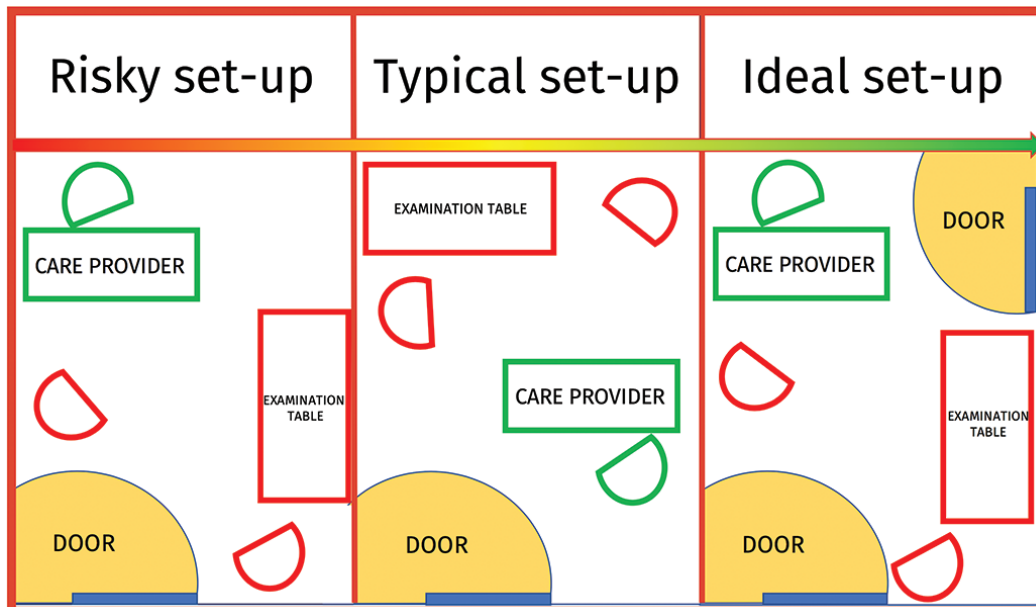 Risky set-up
Typical set-up
Ideal set-up
CARE PROVIDER
EXAMINATION
TABLE
DOOR
EXAMINATION TABLE
CARE PROVIDER
DOOR
DOOR
CARE PROVIDER
EXAMINATION
TABLE
DOOR